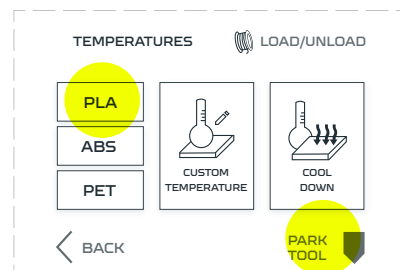 TEMPERATURES
LOAD/UNLOAD
PLA
ABS
PET
CUSTOM
TEMPERATURE
COOL
DOWN
BACK
PARK
TOOL